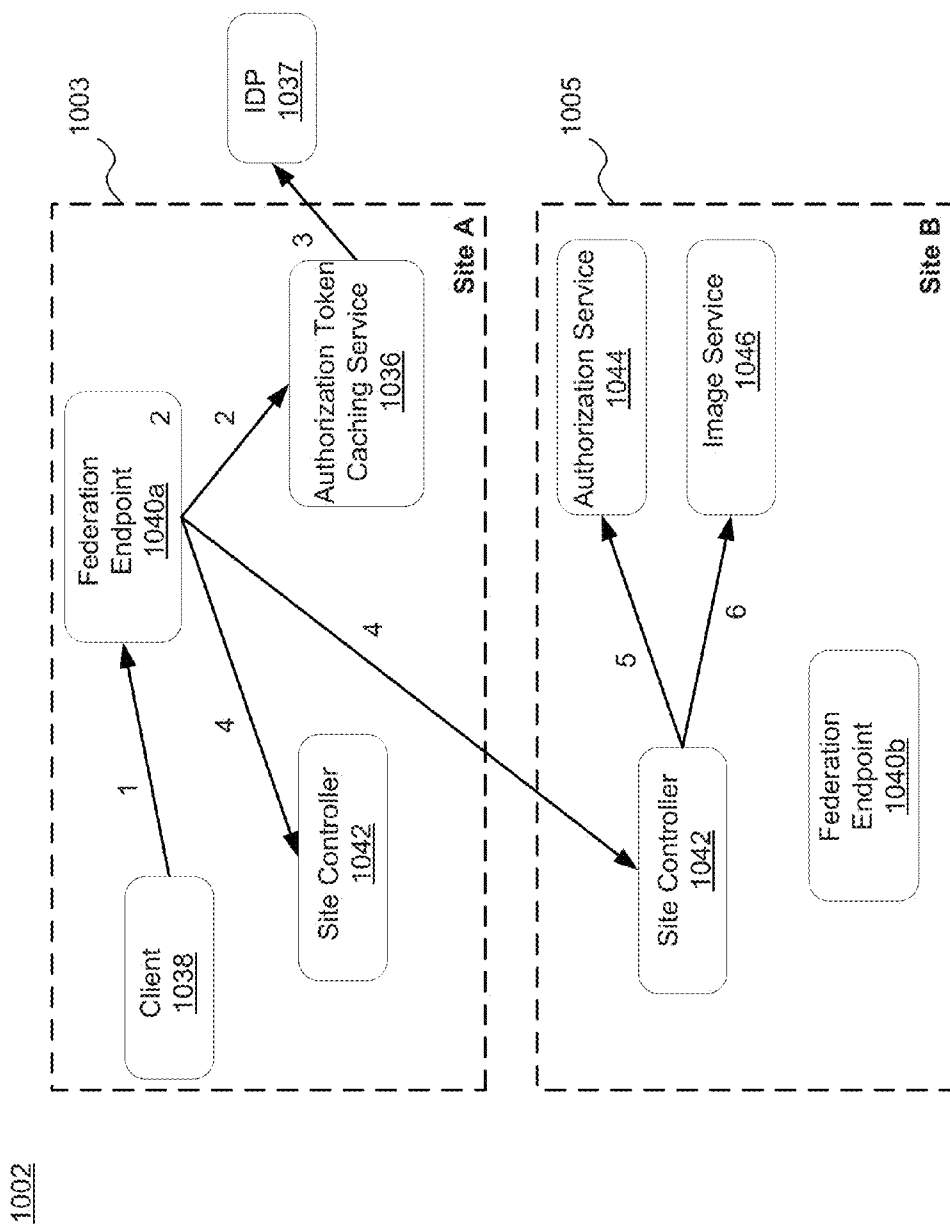 1002
1003
Client
1038
1
Federation
Endpoint
1040a
2
2
4
4
Site Controller
1042
Authorization Token
Caching Service
1036
3
IDP
1037
Site A
1005
Site Controller
1042
5
6
Authorization Service
1044
Image Service
1046
Federation
Endpoint
1040b
Site B